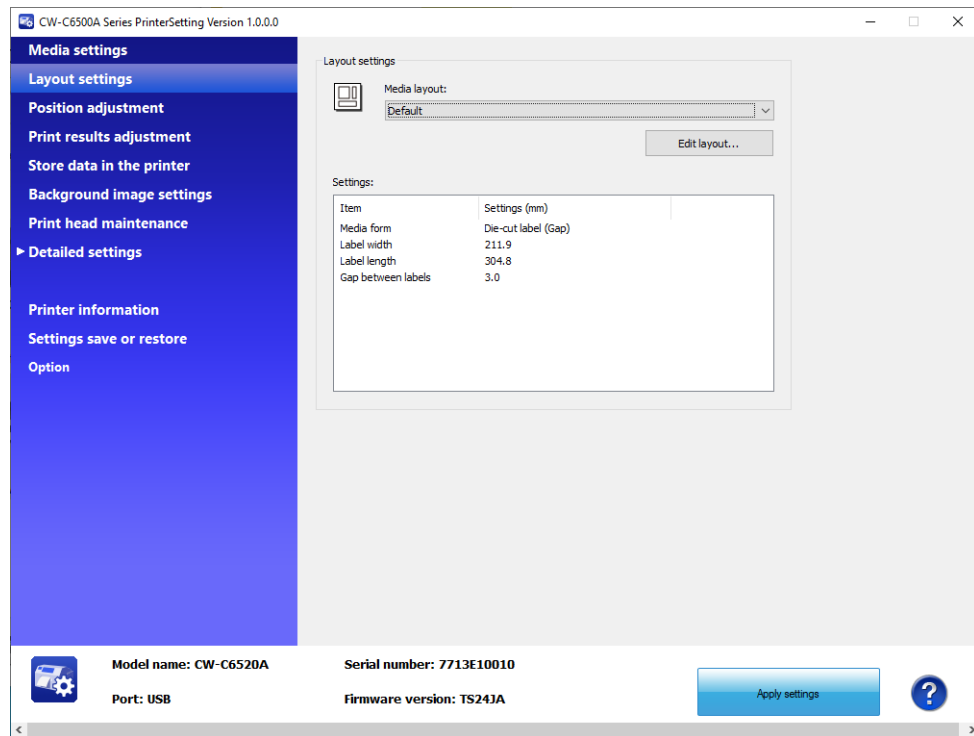 CW-C6500A Series PrinterSetting Version 1.0.0.0
Media settings
Layout settings
Position adjustment
Print results adjustment
Store data in the printer
Background image settings
Print head maintenance
Detailed settings
Printer information
Settings save or restore
Option
Layout settings
Media layout:
Default
Edit layout...
Settings:
Item Settings (mm)
Media form Die-cut label (Gap)
Label width 211.9
Label length 304.8
Gap between labels 3.0
Model name: CW-C6520A Serial number: 7713E10010
Port: USB Firmware version: TS24JA
Apply settings
?